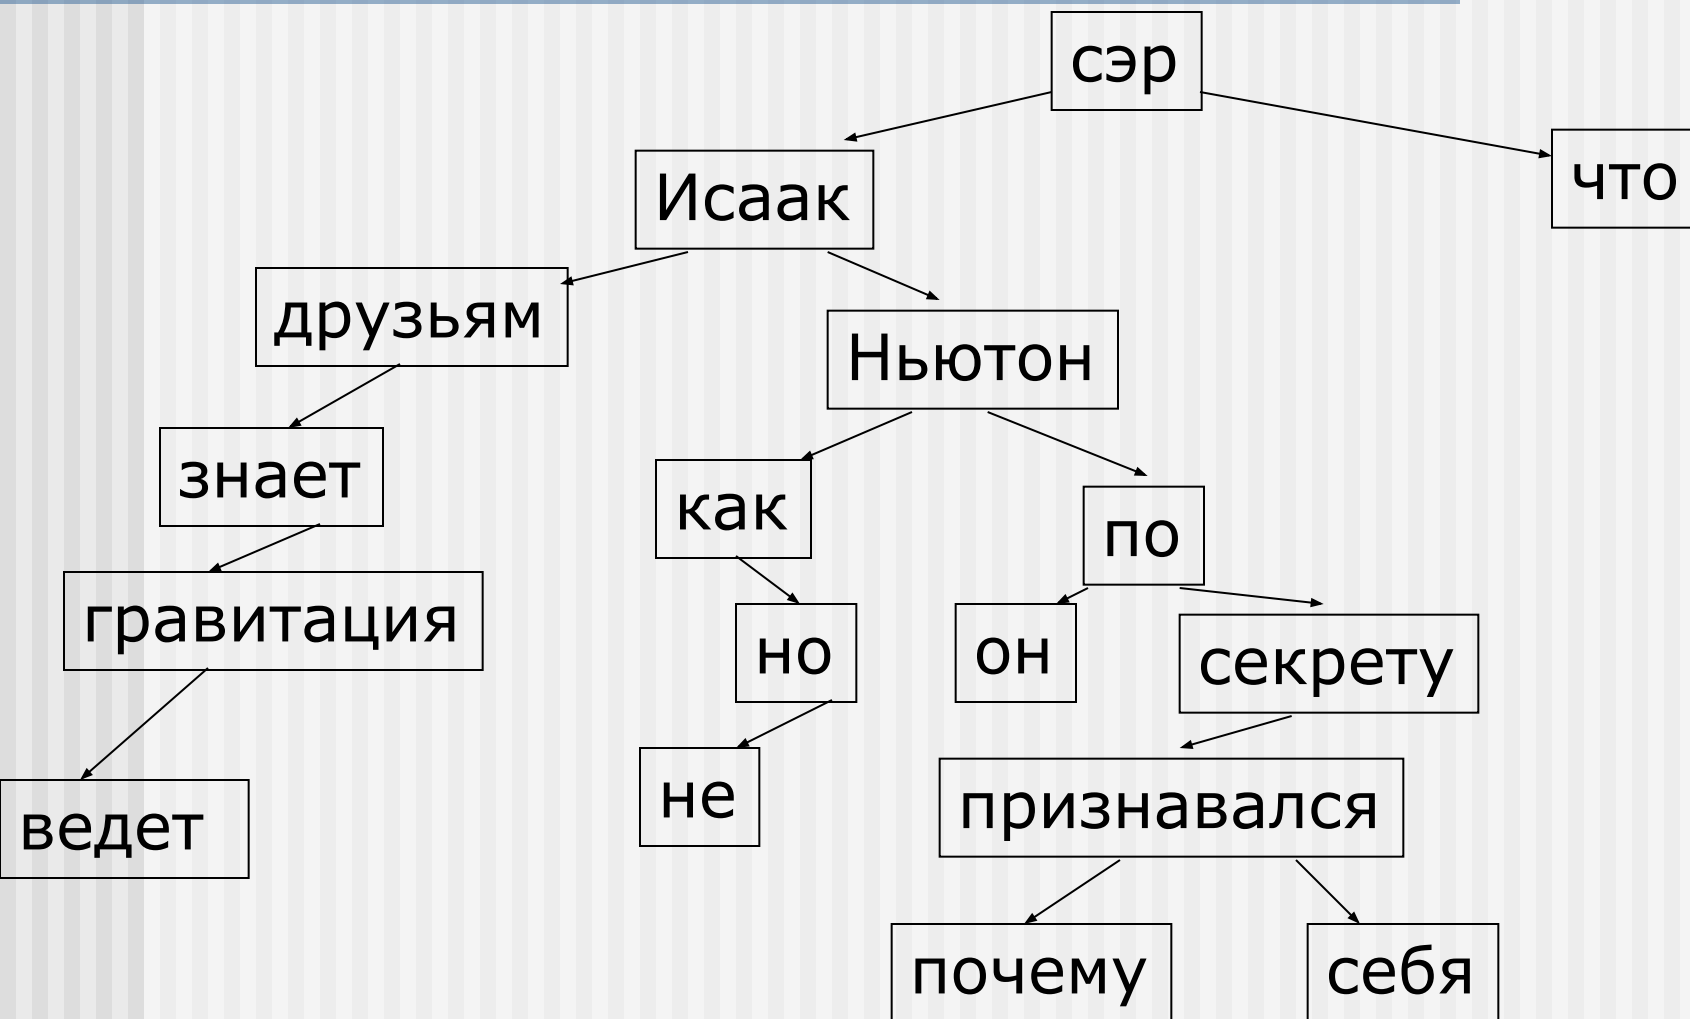 сэр
что
Исаак
друзьям
Ньютон
знает
как
по
гравитация
но
он
секрету
не
признавался
ведет
почему
себя